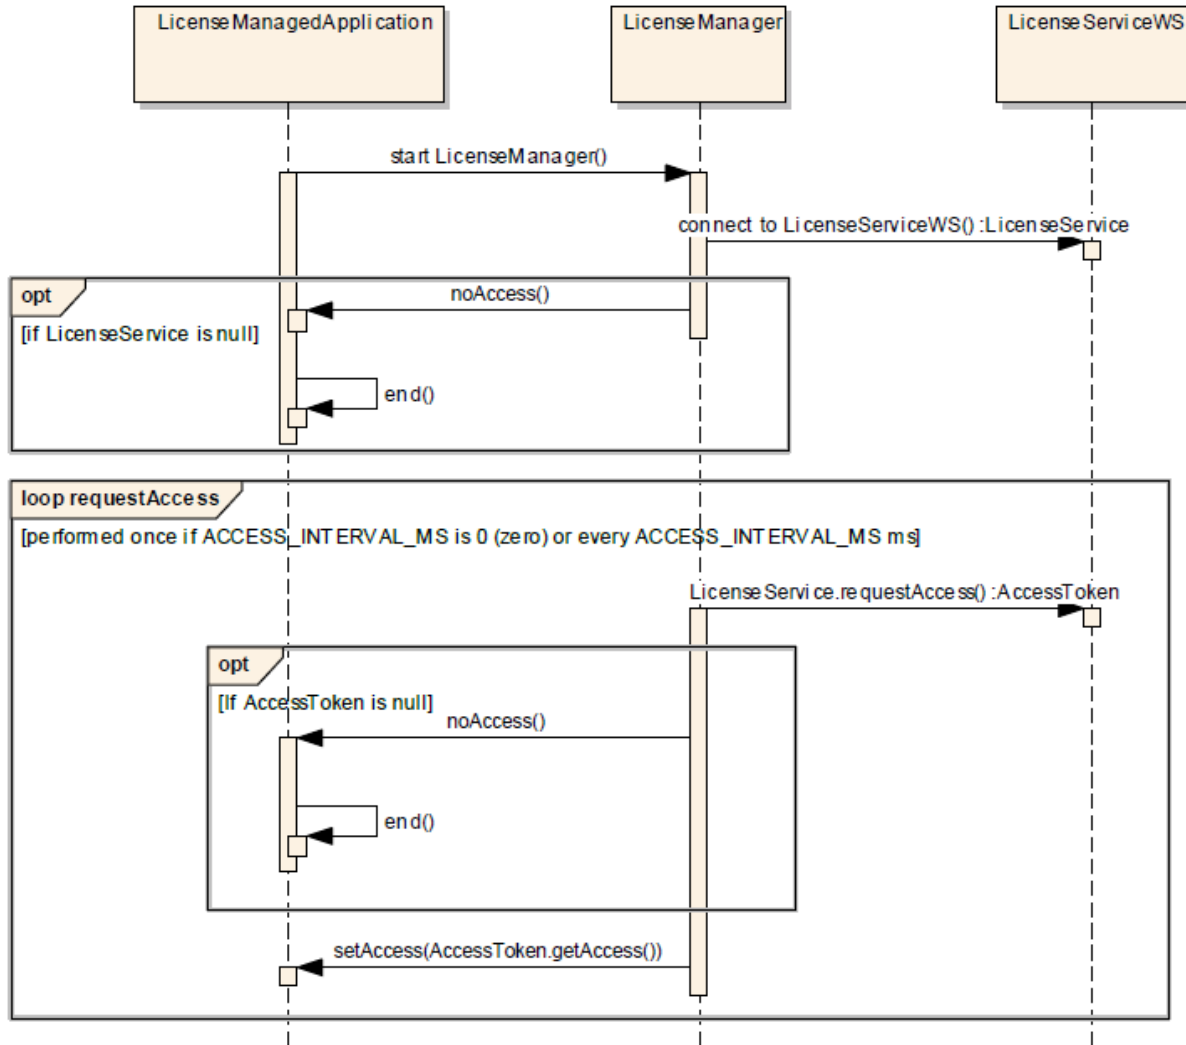 LicenseManagedApplication
LicenseManager
LicenseServiceWS
start LicenseManager()
connect to LicenseServiceWS() :LicenseService
opt
noAccess()
[if LicenseService is null]
end()
loop requestAccess
[performed once if ACCESS_INTERVAL_MS is 0 (zero) or every ACCESS_INTERVAL_MS ms]
LicenseService.requestAccess() :AccessToken
opt
[If AccessToken is null]
noAccess()
end()
setAccess(AccessToken.getAccess())